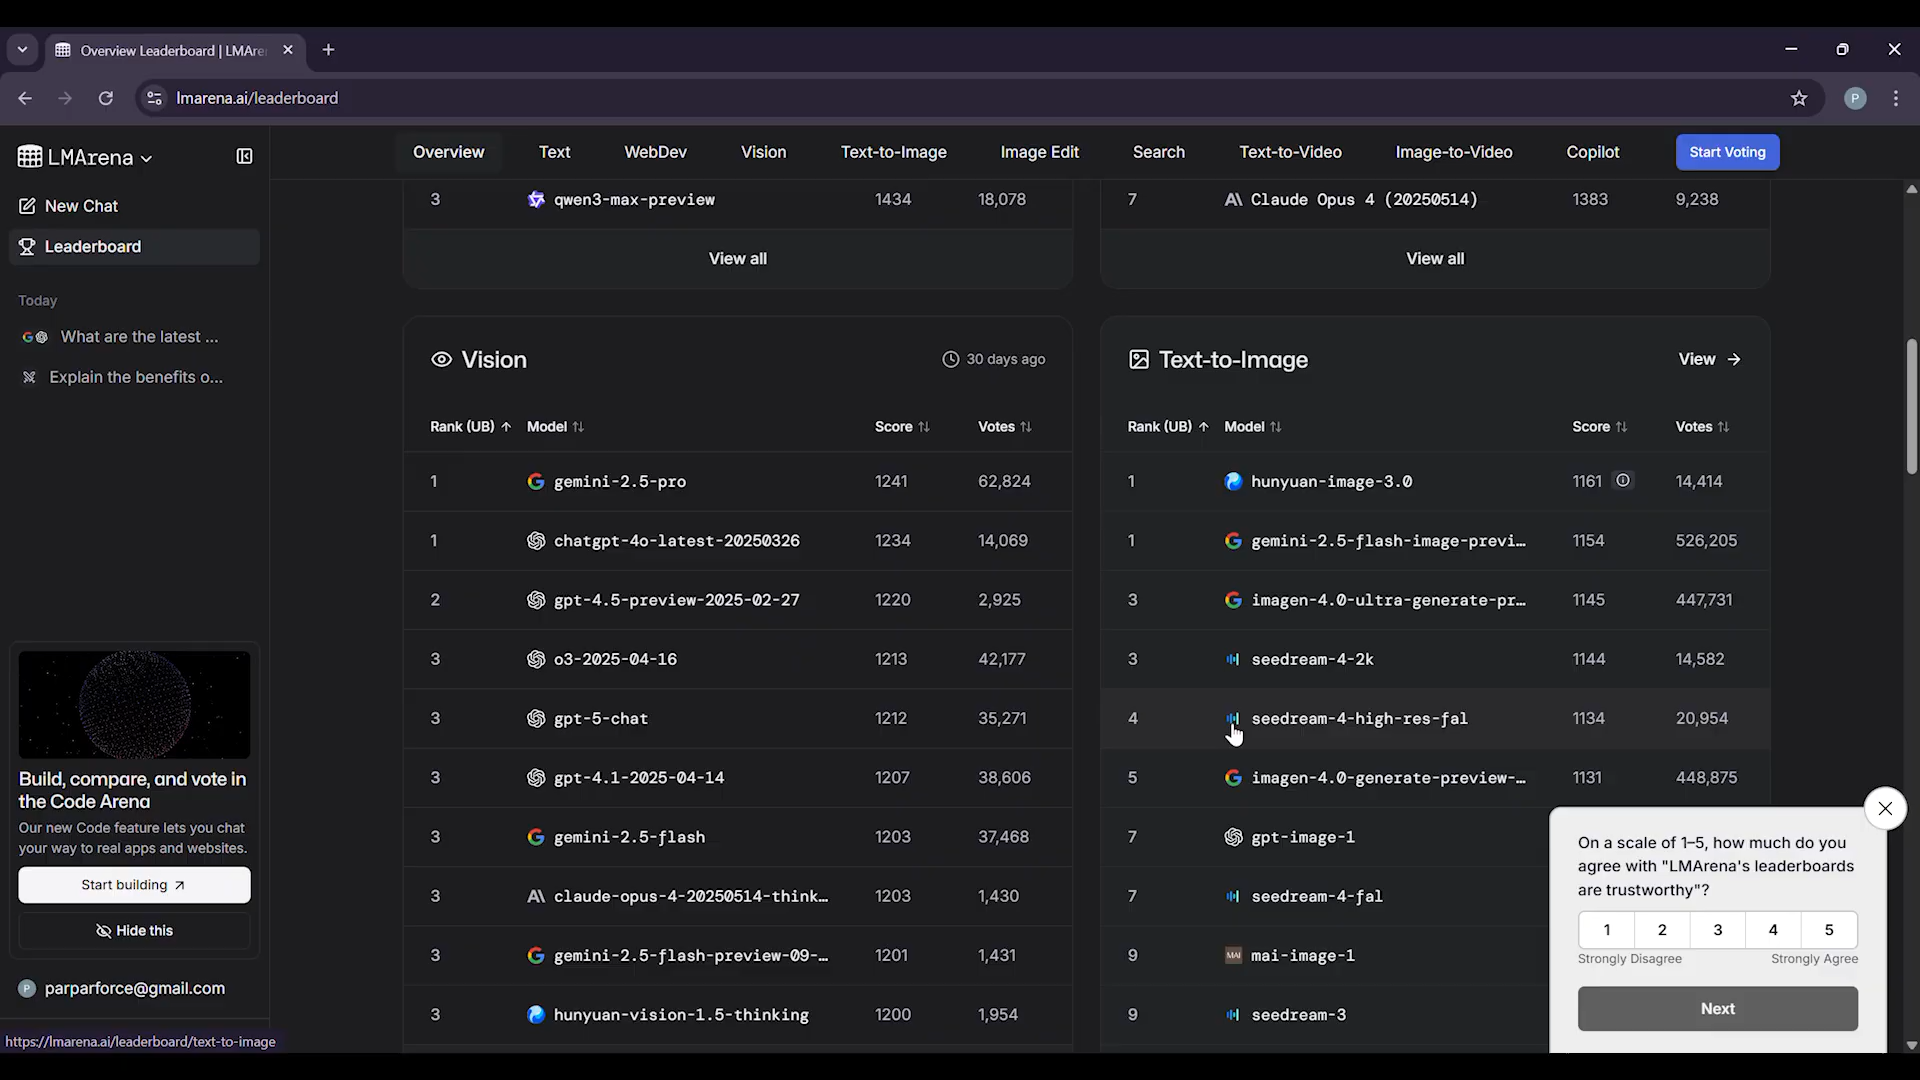 Overview Leaderboard | LMAre
lmarena.ai/leaderboard
P
LMArena
New Chat
Leaderboard
Today
What are the latest ...
Explain the benefits o...
Build, compare, and vote in
the Code Arena
Our new Code feature lets you chat
your way to real apps and websites.
Start building
Hide this
P parparforce@gmail.com
https://lmarena.ai/leaderboard/text-to-image
Overview Text WebDev Vision Text-to-Image Image Edit Search Text-to-Video Image-to-Video Copilot Start Voting
3 qwen3-max-preview 1434 18,078
View all
7 Claude Opus 4 (20250514) 1383 9,238
View all
Vision 30 days ago
Rank (UB) Model Score Votes
1 gemini-2.5-pro 1241 62,824
1 chatgpt-4o-latest-20250326 1234 14,069
2 gpt-4.5-preview-2025-02-27 1220 2,925
3 o3-2025-04-16 1213 42,177
3 gpt-5-chat 1212 35,271
3 gpt-4.1-2025-04-14 1207 38,606
3 gemini-2.5-flash 1203 37,468
3 claude-opus-4-20250514-think... 1203 1,430
3 gemini-2.5-flash-preview-09-... 1201 1,431
3 hunyuan-vision-1.5-thinking 1200 1,954
Text-to-Image View
Rank (UB) Model Score Votes
1 hunyuan-image-3.0 1161 14,414
1 gemini-2.5-flash-image-previ... 1154 526,205
3 imagen-4.0-ultra-generate-pr... 1145 447,731
3 seedream-4-2k 1144 14,582
4 seedream-4-high-res-fal 1134 20,954
5 imagen-4.0-generate-preview-... 1131 448,875
7 gpt-image-1
7 seedream-4-fal
9 MAI mai-image-1
9 seedream-3
On a scale of 1–5, how much do you
agree with "LMArena's leaderboards
are trustworthy"?
1 2 3 4 5
Strongly Disagree Strongly Agree
Next